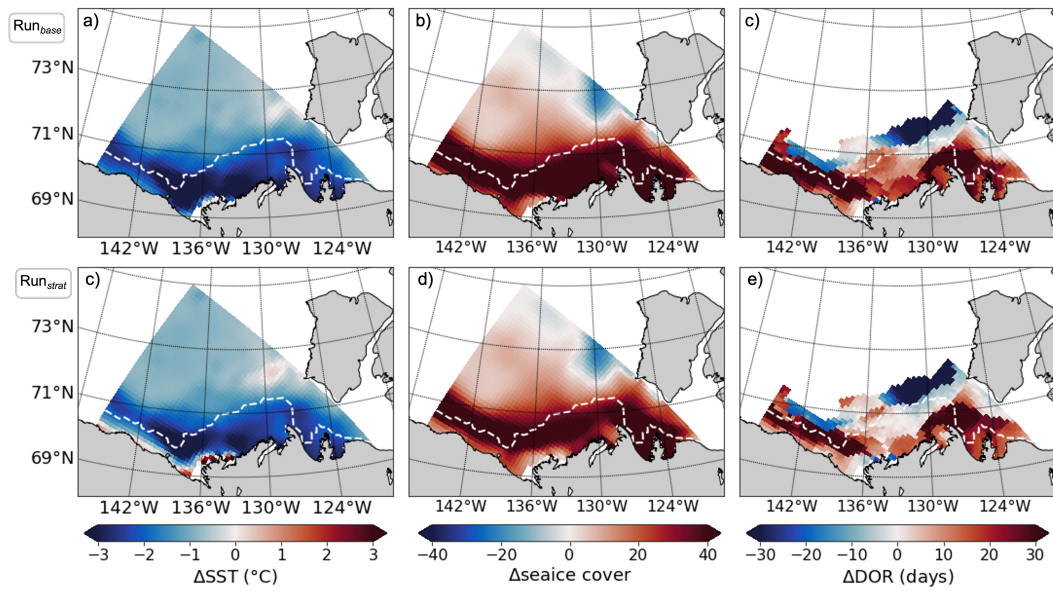 Run_base
a)
b)
c)
73°N
71°N
69°N
142°W 136°W 130°W 124°W
142°W 136°W 130°W 124°W
142°W 136°W 130°W 124°W
Run_strat
c)
d)
e)
73°N
71°N
69°N
142°W 136°W 130°W 124°W
142°W 136°W 130°W 124°W
142°W 136°W 130°W 124°W
−3 −2 −1 0 1 2 3
−40 −20 0 20 40
−30 −20 −10 0 10 20 30
ΔSST (°C)
Δseaice cover
ΔDOR (days)